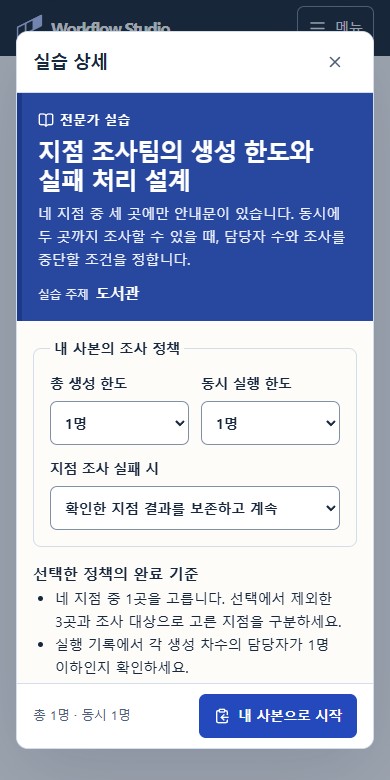 Workflow Studio
메뉴
실습 상세
전문가 실습
지점 조사팀의 생성 한도와
실패 처리 설계
네 지점 중 세 곳에만 안내문이 있습니다. 동시에
두 곳까지 조사할 수 있을 때, 담당자 수와 조사를
중단할 조건을 정합니다.
실습 주제 도서관
내 사본의 조사 정책
총 생성 한도
동시 실행 한도
1명
1명
지점 조사 실패 시
확인한 지점 결과를 보존하고 계속
선택한 정책의 완료 기준
네 지점 중 1곳을 고릅니다. 선택에서 제외한
3곳과 조사 대상으로 고른 지점을 구분하세요.
실행 기록에서 각 생성 차수의 담당자가 1명
이하인지 확인하세요.
총 1명 · 동시 1명
내 사본으로 시작